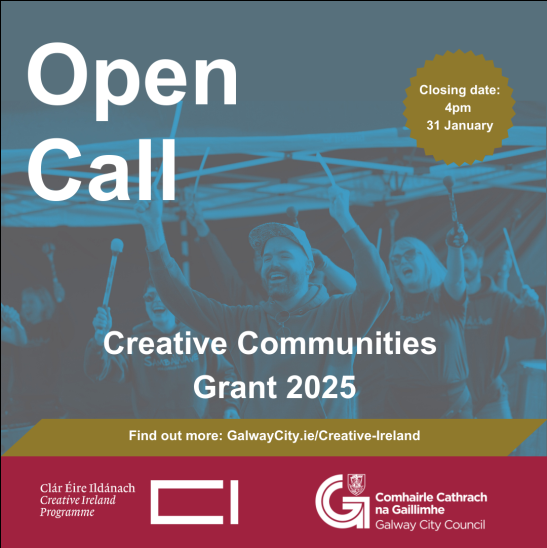 Open
Call
Closing date:
4pm
31 January
Creative Communities
Grant 2025
Find out more: GalwayCity.ie/Creative-Ireland
Clár Éire Ildánach
Creative Ireland
Programme
Comhairle Cathrach
na Gaillimhe
Galway City Council